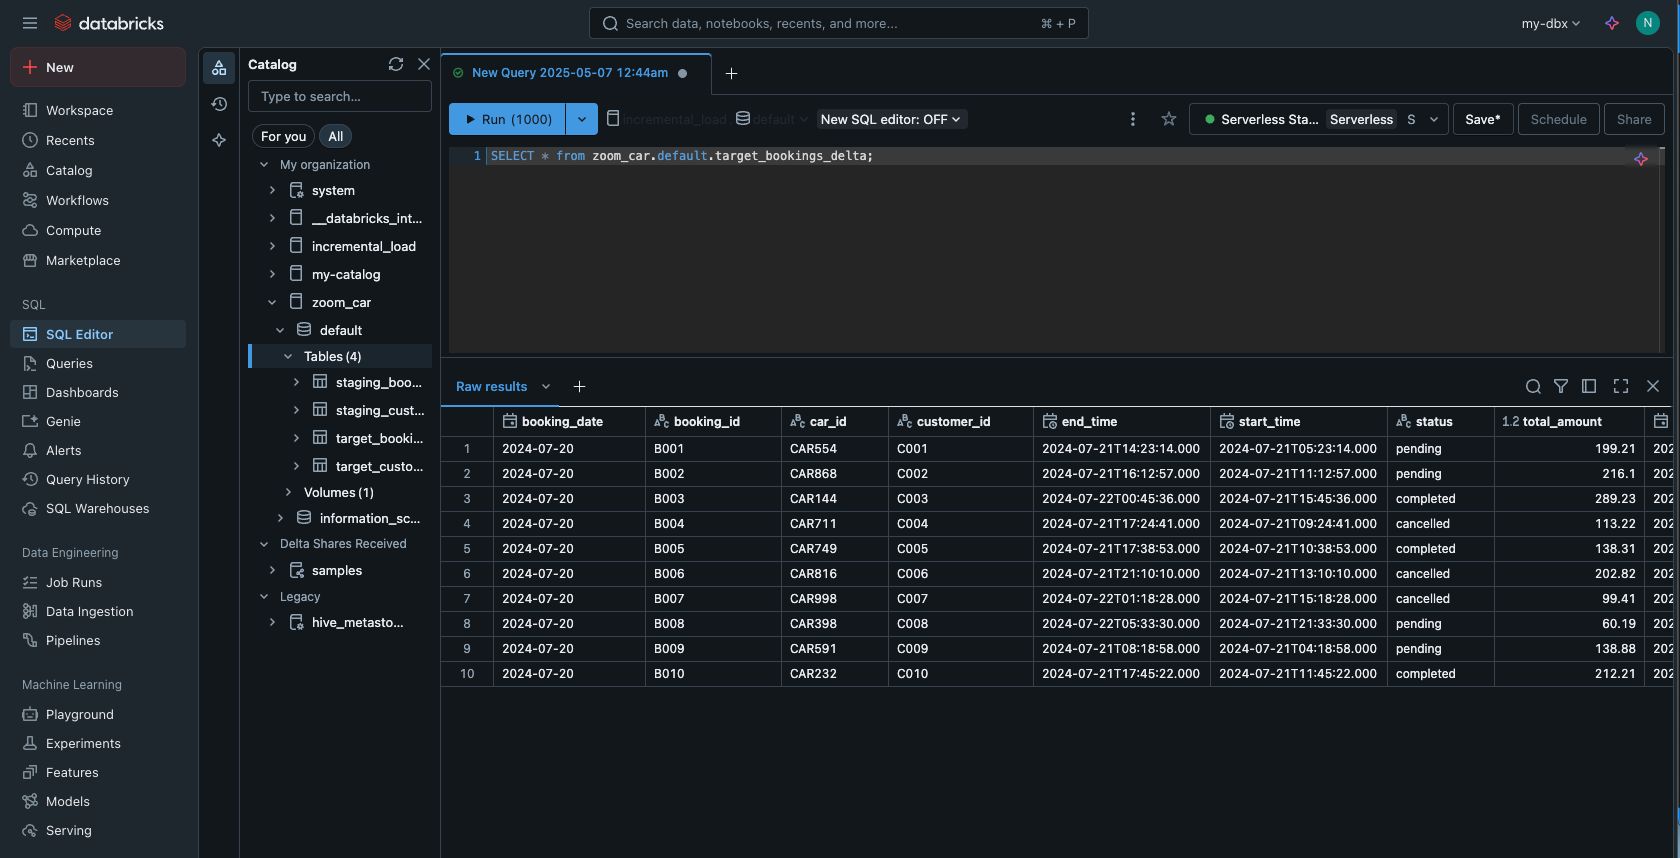 databricks
Search data, notebooks, recents, and more...
⌘ + P
my-dbx
N
New
Workspace
Recents
Catalog
Workflows
Compute
Marketplace
SQL
SQL Editor
Queries
Dashboards
Genie
Alerts
Query History
SQL Warehouses
Data Engineering
Job Runs
Data Ingestion
Pipelines
Machine Learning
Playground
Experiments
Features
Models
Serving
Catalog
Type to search...
For you All
My organization
system
__databricks_int...
incremental_load
my-catalog
zoom_car
default
Tables (4)
staging_boo...
staging_cust...
target_booki...
target_custo...
Volumes (1)
information_sc...
Delta Shares Received
samples
Legacy
hive_metasto...
New Query 2025-05-07 12:44am
Run (1000) incremental_load default New SQL editor: OFF Serverless Sta... Serverless S Save* Schedule Share
1 SELECT * from zoom_car.default.target_bookings_delta;
Raw results
booking_date booking_id car_id customer_id end_time start_time status 1.2 total_amount
1 2024-07-20 B001 CAR554 C001 2024-07-21T14:23:14.000 2024-07-21T05:23:14.000 pending 199.21 202
2 2024-07-20 B002 CAR868 C002 2024-07-21T16:12:57.000 2024-07-21T11:12:57.000 pending 216.1 202
3 2024-07-20 B003 CAR144 C003 2024-07-22T00:45:36.000 2024-07-21T15:45:36.000 completed 289.23 202
4 2024-07-20 B004 CAR711 C004 2024-07-21T17:24:41.000 2024-07-21T09:24:41.000 cancelled 113.22 202
5 2024-07-20 B005 CAR749 C005 2024-07-21T17:38:53.000 2024-07-21T10:38:53.000 completed 138.31 202
6 2024-07-20 B006 CAR816 C006 2024-07-21T21:10:10.000 2024-07-21T13:10:10.000 cancelled 202.82 202
7 2024-07-20 B007 CAR998 C007 2024-07-22T01:18:28.000 2024-07-21T15:18:28.000 cancelled 99.41 202
8 2024-07-20 B008 CAR398 C008 2024-07-22T05:33:30.000 2024-07-21T21:33:30.000 pending 60.19 202
9 2024-07-20 B009 CAR591 C009 2024-07-21T08:18:58.000 2024-07-21T04:18:58.000 pending 138.88 202
10 2024-07-20 B010 CAR232 C010 2024-07-21T17:45:22.000 2024-07-21T11:45:22.000 completed 212.21 202